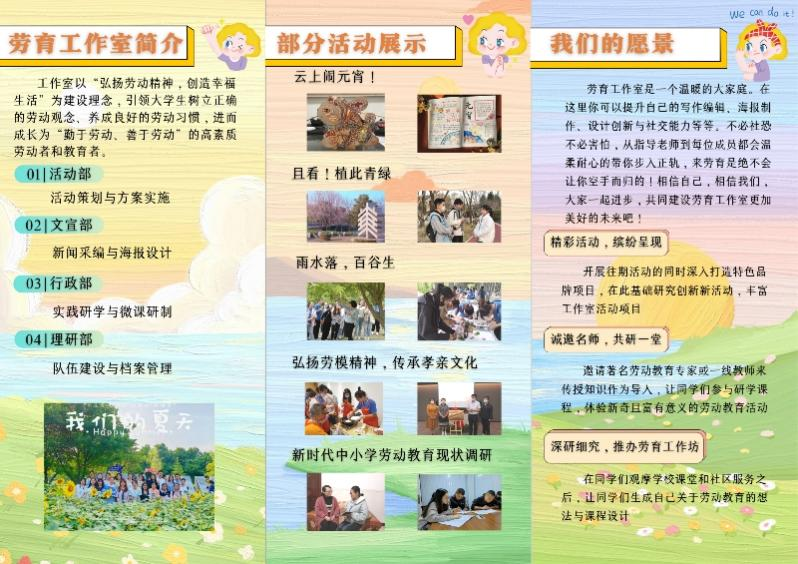 劳育工作室简介
工作室以“弘扬劳动精神，创造幸福
生活”为建设理念，引领大学生树立正确
的劳动观念、养成良好的劳动习惯，进而
成长为“勤于劳动、善于劳动”的高素质
劳动者和教育者。
01|活动部
活动策划与方案实施
02|文宣部
新闻采编与海报设计
03|行政部
实践研学与微课研制
04|理研部
队伍建设与档案管理
我们的夏天
部分活动展示
云上闹元宵！
元宵
且看！植此青绿
雨水落，百谷生
弘扬劳模精神，传承孝亲文化
新时代中小学劳动教育现状调研
We can do it!
我们的愿景
劳育工作室是一个温暖的大家庭。在
这里你可以提升自己的写作编辑、海报制
作、设计创新与社交能力等等。不必社恐
不必害怕，从指导老师到每位成员都会温
柔耐心的带你步入正轨，来劳育是绝不会
让你空手而归的！相信自己，相信我们，
大家一起进步，共同建设劳育工作室更加
美好的未来吧！
精彩活动，缤纷呈现
开展往期活动的同时深入打造特色品
牌项目，在此基础研究创新新活动，丰富
工作室活动项目
诚邀名师，共研一堂
邀请著名劳动教育专家或一线教师来
传授知识作为导入，让同学们参与研学课
程，体验新奇且富有意义的劳动教育活动
深研细究，推办劳育工作坊
在同学们观摩学校课堂和社区服务之
后，让同学们生成自己关于劳动教育的想
法与课程设计